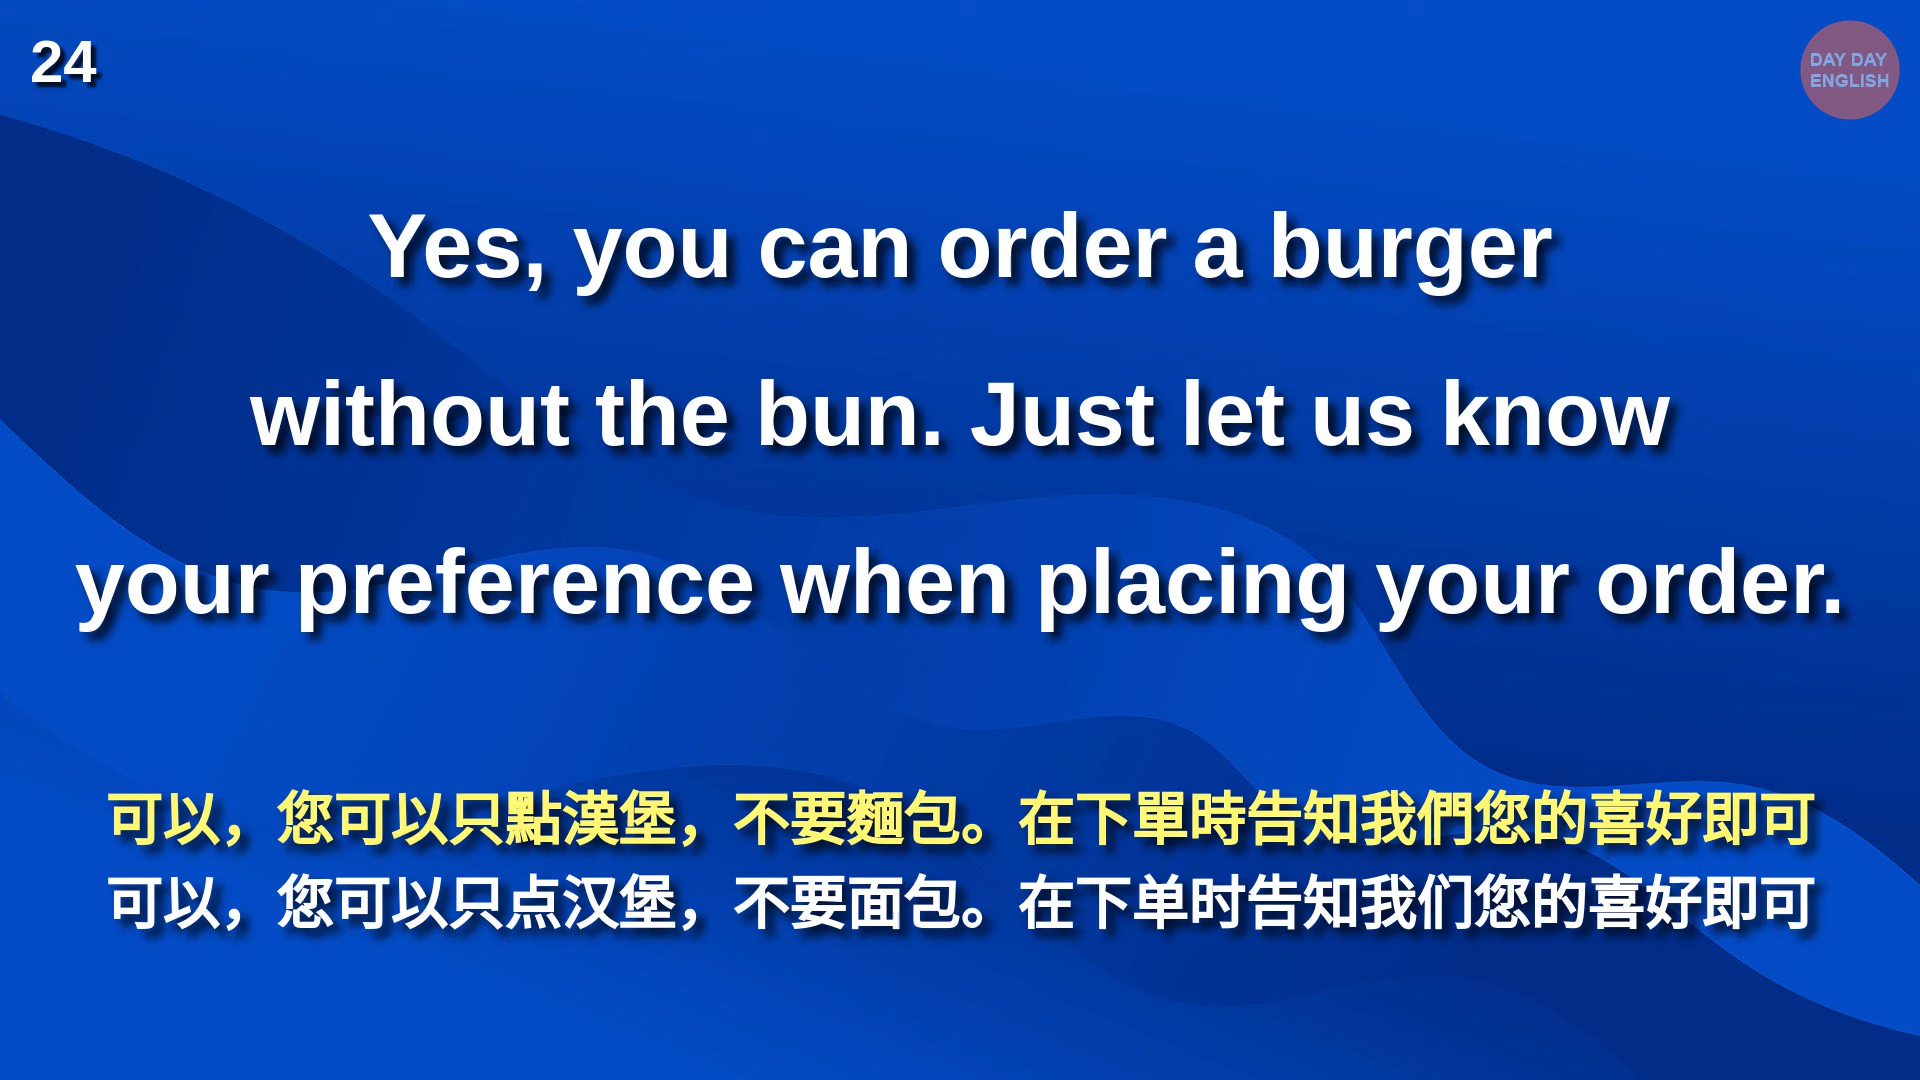 24
DAY DAY
ENGLISH
Yes, you can order a burger
without the bun. Just let us know
your preference when placing your order.
可以，您可以只點漢堡，不要麵包。在下單時告知我們您的喜好即可
可以，您可以只点汉堡，不要面包。在下单时告知我们您的喜好即可